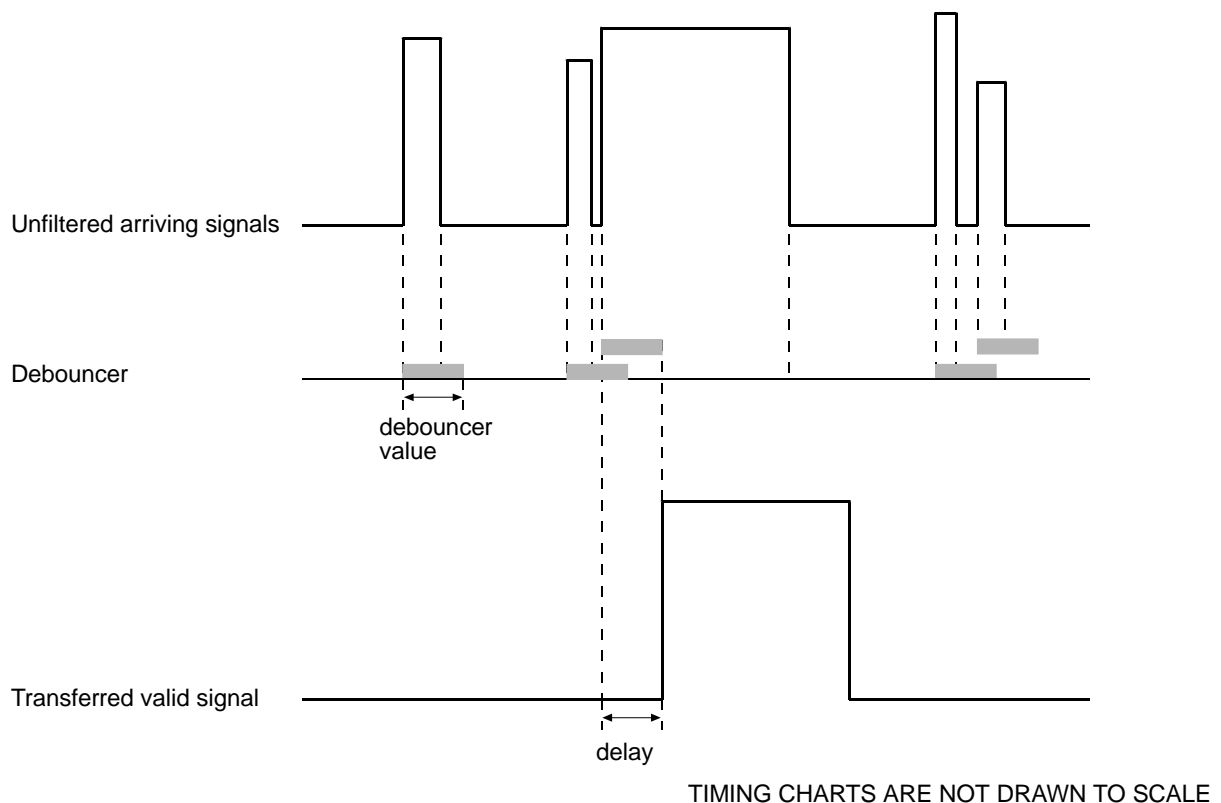 Unfiltered arriving signals
Debouncer
debouncer
value
Transferred valid signal
delay
TIMING CHARTS ARE NOT DRAWN TO SCALE